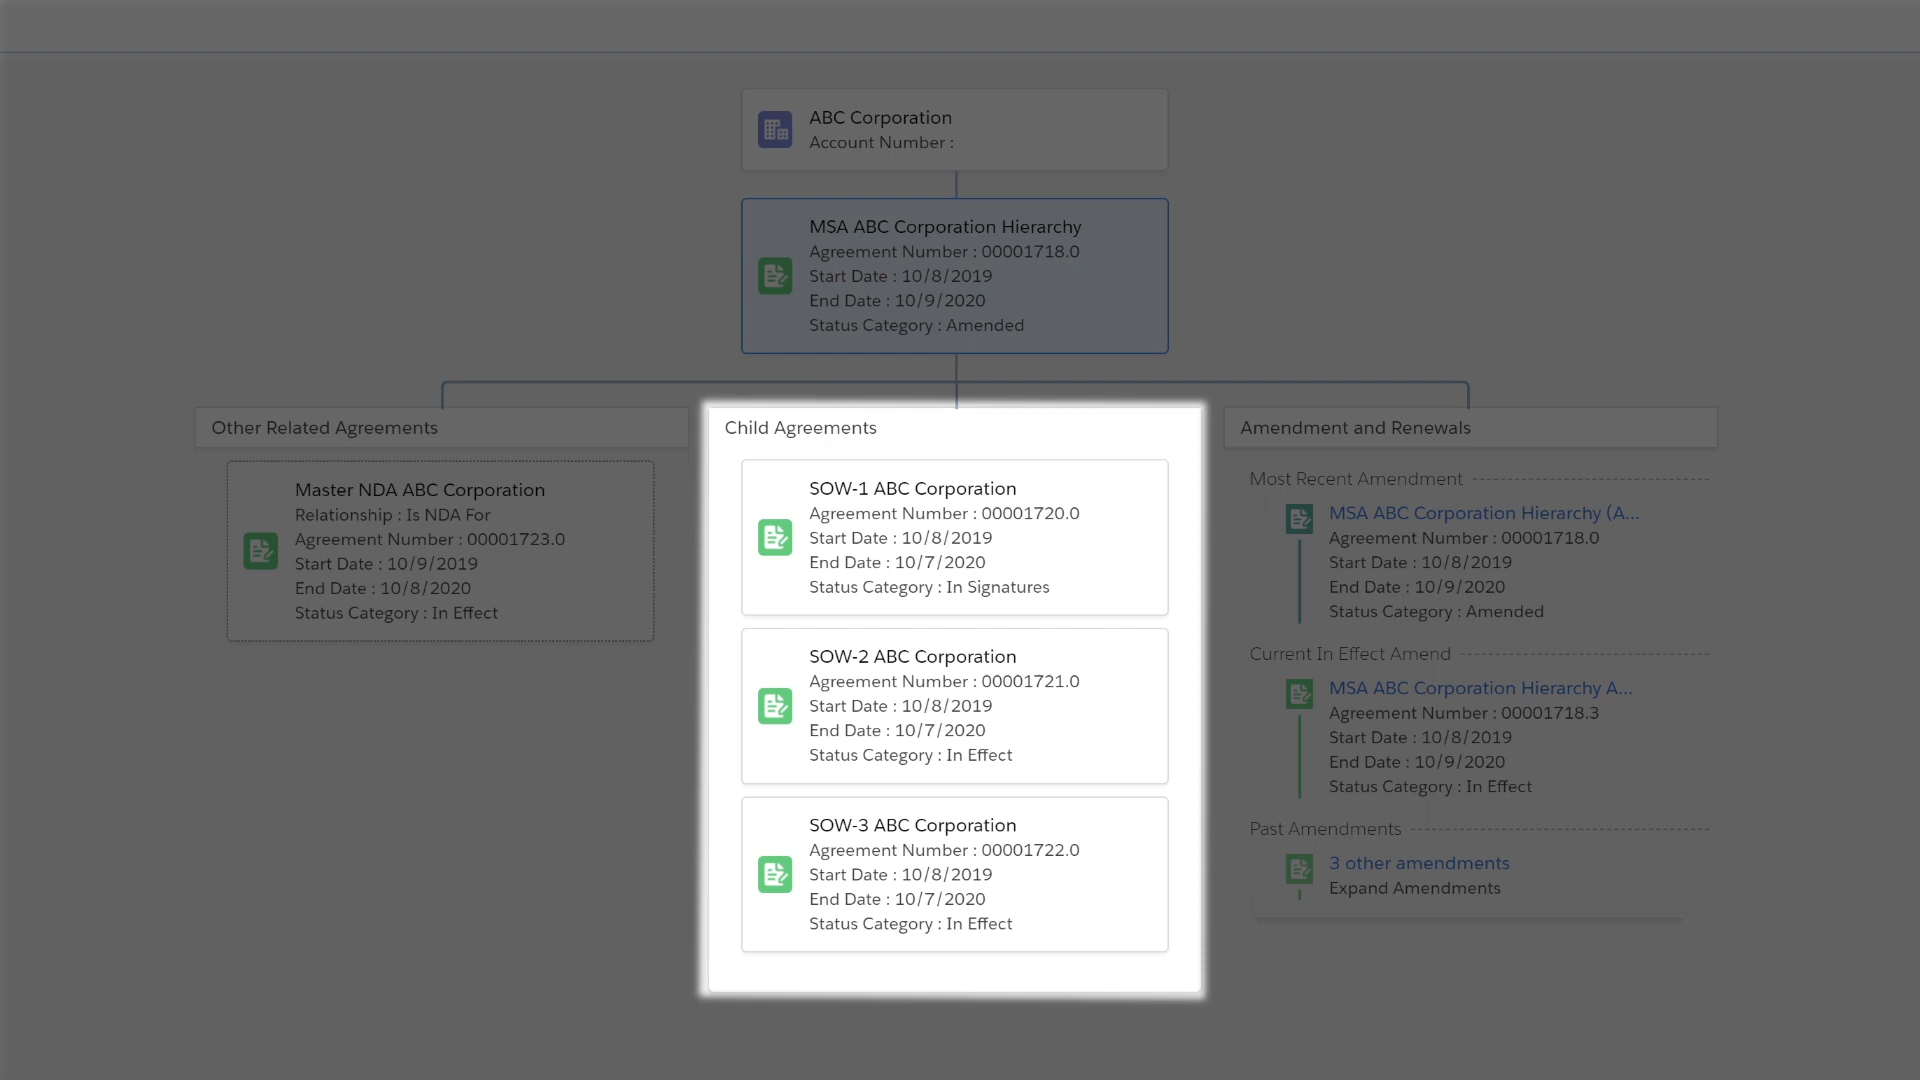 ABC Corporation
Account Number :
MSA ABC Corporation Hierarchy
Agreement Number : 00001718.0
Start Date : 10/8/2019
End Date : 10/9/2020
Status Category : Amended
Other Related Agreements
Master NDA ABC Corporation
Relationship : Is NDA For
Agreement Number : 00001723.0
Start Date : 10/9/2019
End Date : 10/8/2020
Status Category : In Effect
Child Agreements
SOW-1 ABC Corporation
Agreement Number : 00001720.0
Start Date : 10/8/2019
End Date : 10/7/2020
Status Category : In Signatures
SOW-2 ABC Corporation
Agreement Number : 00001721.0
Start Date : 10/8/2019
End Date : 10/7/2020
Status Category : In Effect
SOW-3 ABC Corporation
Agreement Number : 00001722.0
Start Date : 10/8/2019
End Date : 10/7/2020
Status Category : In Effect
Amendment and Renewals
Most Recent Amendment
MSA ABC Corporation Hierarchy (A...
Agreement Number : 00001718.0
Start Date : 10/8/2019
End Date : 10/9/2020
Status Category : Amended
Current In Effect Amend
MSA ABC Corporation Hierarchy A...
Agreement Number : 00001718.3
Start Date : 10/8/2019
End Date : 10/9/2020
Status Category : In Effect
Past Amendments
3 other amendments
Expand Amendments